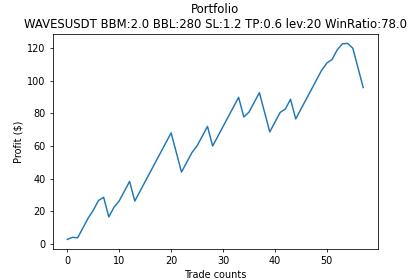 Portfolio
WAVESUSDT BBM:2.0 BBL:280 SL:1.2 TP:0.6 lev:20 WinRatio:78.0
120
100
80
60
40
20
0
Profit ($)
0 10 20 30 40 50
Trade counts